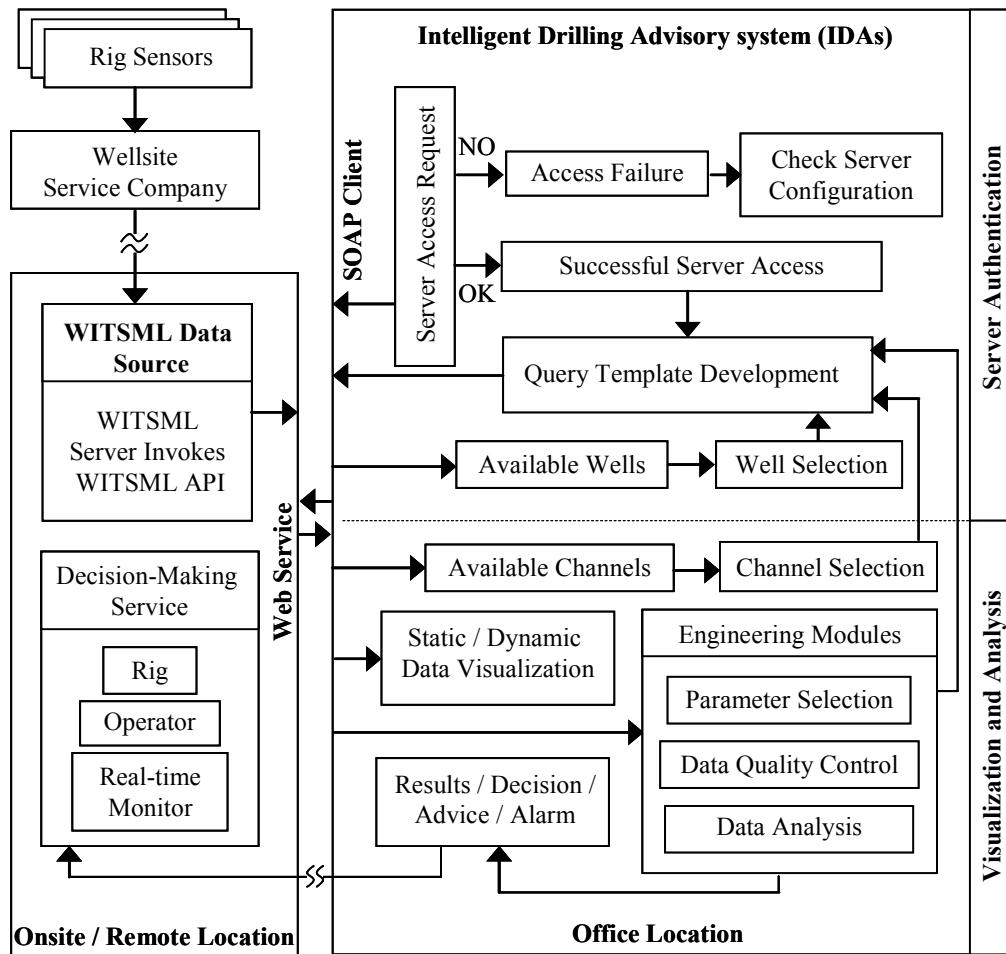 Rig Sensors
Wellsite
Service Company
WITSML Data
Source
WITSML
Server Invokes
WITSML API
Decision-Making
Service
Rig
Operator
Real-time
Monitor
Web Service
Onsite / Remote Location
Intelligent Drilling Advisory system (IDAs)
SOAP Client
Server Access Request
NO
Access Failure
Check Server
Configuration
OK
Successful Server Access
Query Template Development
Available Wells
Well Selection
Available Channels
Channel Selection
Static / Dynamic
Data Visualization
Engineering Modules
Parameter Selection
Data Quality Control
Data Analysis
Results / Decision /
Advice / Alarm
Office Location
Server Authentication
Visualization and Analysis